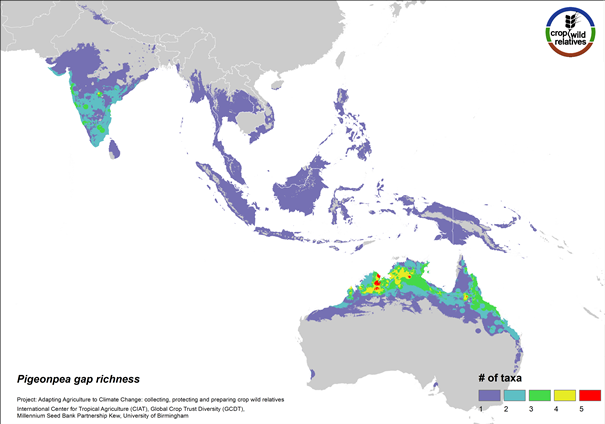 crop wild
relatives
Pigeonpea gap richness
Project: Adapting Agriculture to Climate Change: collecting, protecting and preparing crop wild relatives
International Center for Tropical Agriculture (CIAT), Global Crop Trust Diversity (GCDT),
Millennium Seed Bank Partnership Kew, University of Birmingham
# of taxa
1 2 3 4 5